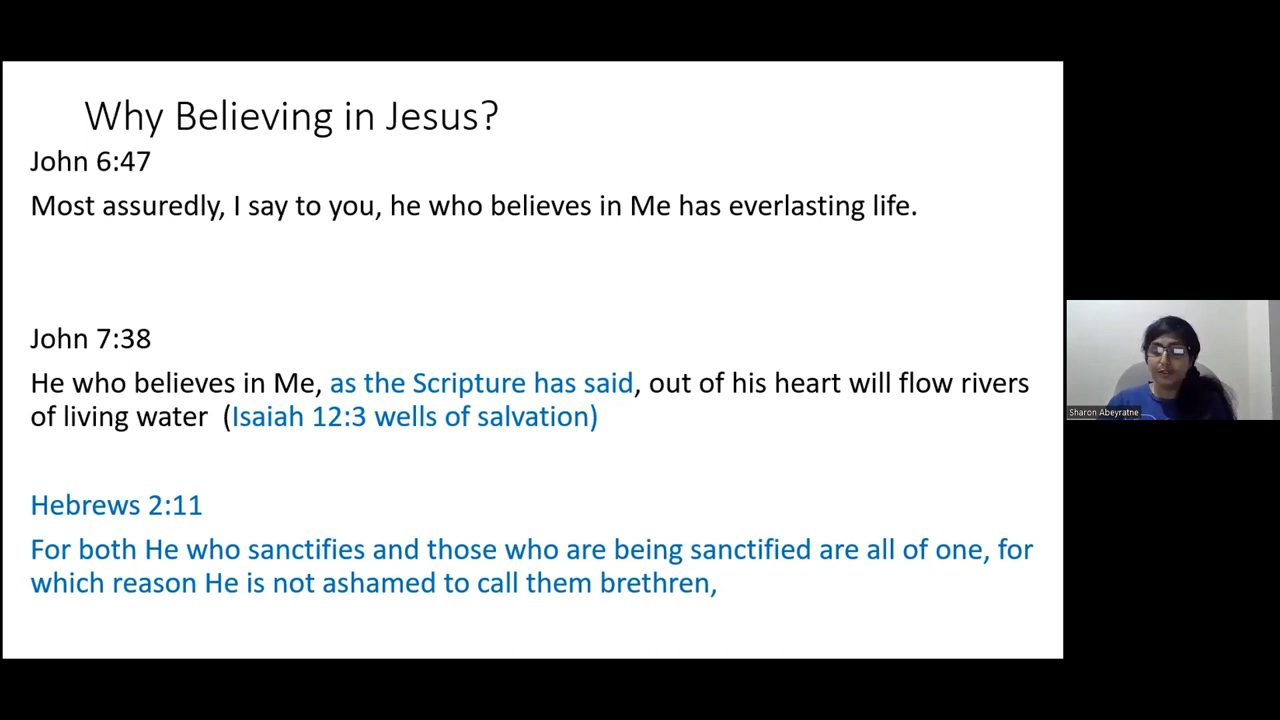 Why Believing in Jesus?
John 6:47
Most assuredly, I say to you, he who believes in Me has everlasting life.
John 7:38
He who believes in Me, as the Scripture has said, out of his heart will flow rivers
of living water (Isaiah 12:3 wells of salvation)
Hebrews 2:11
For both He who sanctifies and those who are being sanctified are all of one, for
which reason He is not ashamed to call them brethren,
Sharon Abeyratne